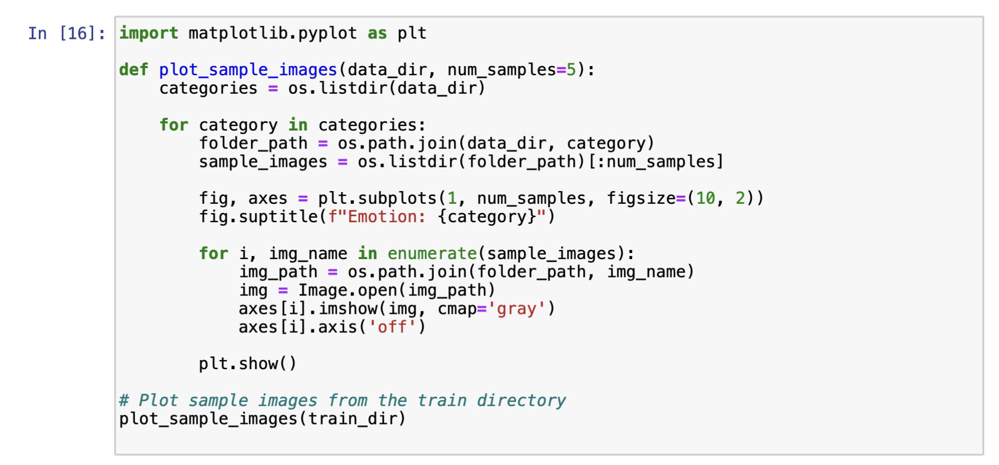 In [16]: import matplotlib.pyplot as plt

def plot_sample_images(data_dir, num_samples=5):
    categories = os.listdir(data_dir)

    for category in categories:
        folder_path = os.path.join(data_dir, category)
        sample_images = os.listdir(folder_path)[:num_samples]

        fig, axes = plt.subplots(1, num_samples, figsize=(10, 2))
        fig.suptitle(f"Emotion: {category}")

        for i, img_name in enumerate(sample_images):
            img_path = os.path.join(folder_path, img_name)
            img = Image.open(img_path)
            axes[i].imshow(img, cmap='gray')
            axes[i].axis('off')

        plt.show()

# Plot sample images from the train directory
plot_sample_images(train_dir)